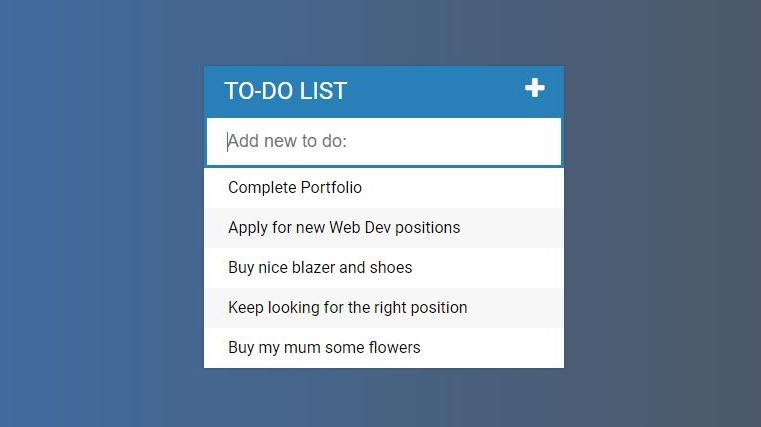 TO-DO LIST
Add new to do:
Complete Portfolio
Apply for new Web Dev positions
Buy nice blazer and shoes
Keep looking for the right position
Buy my mum some flowers